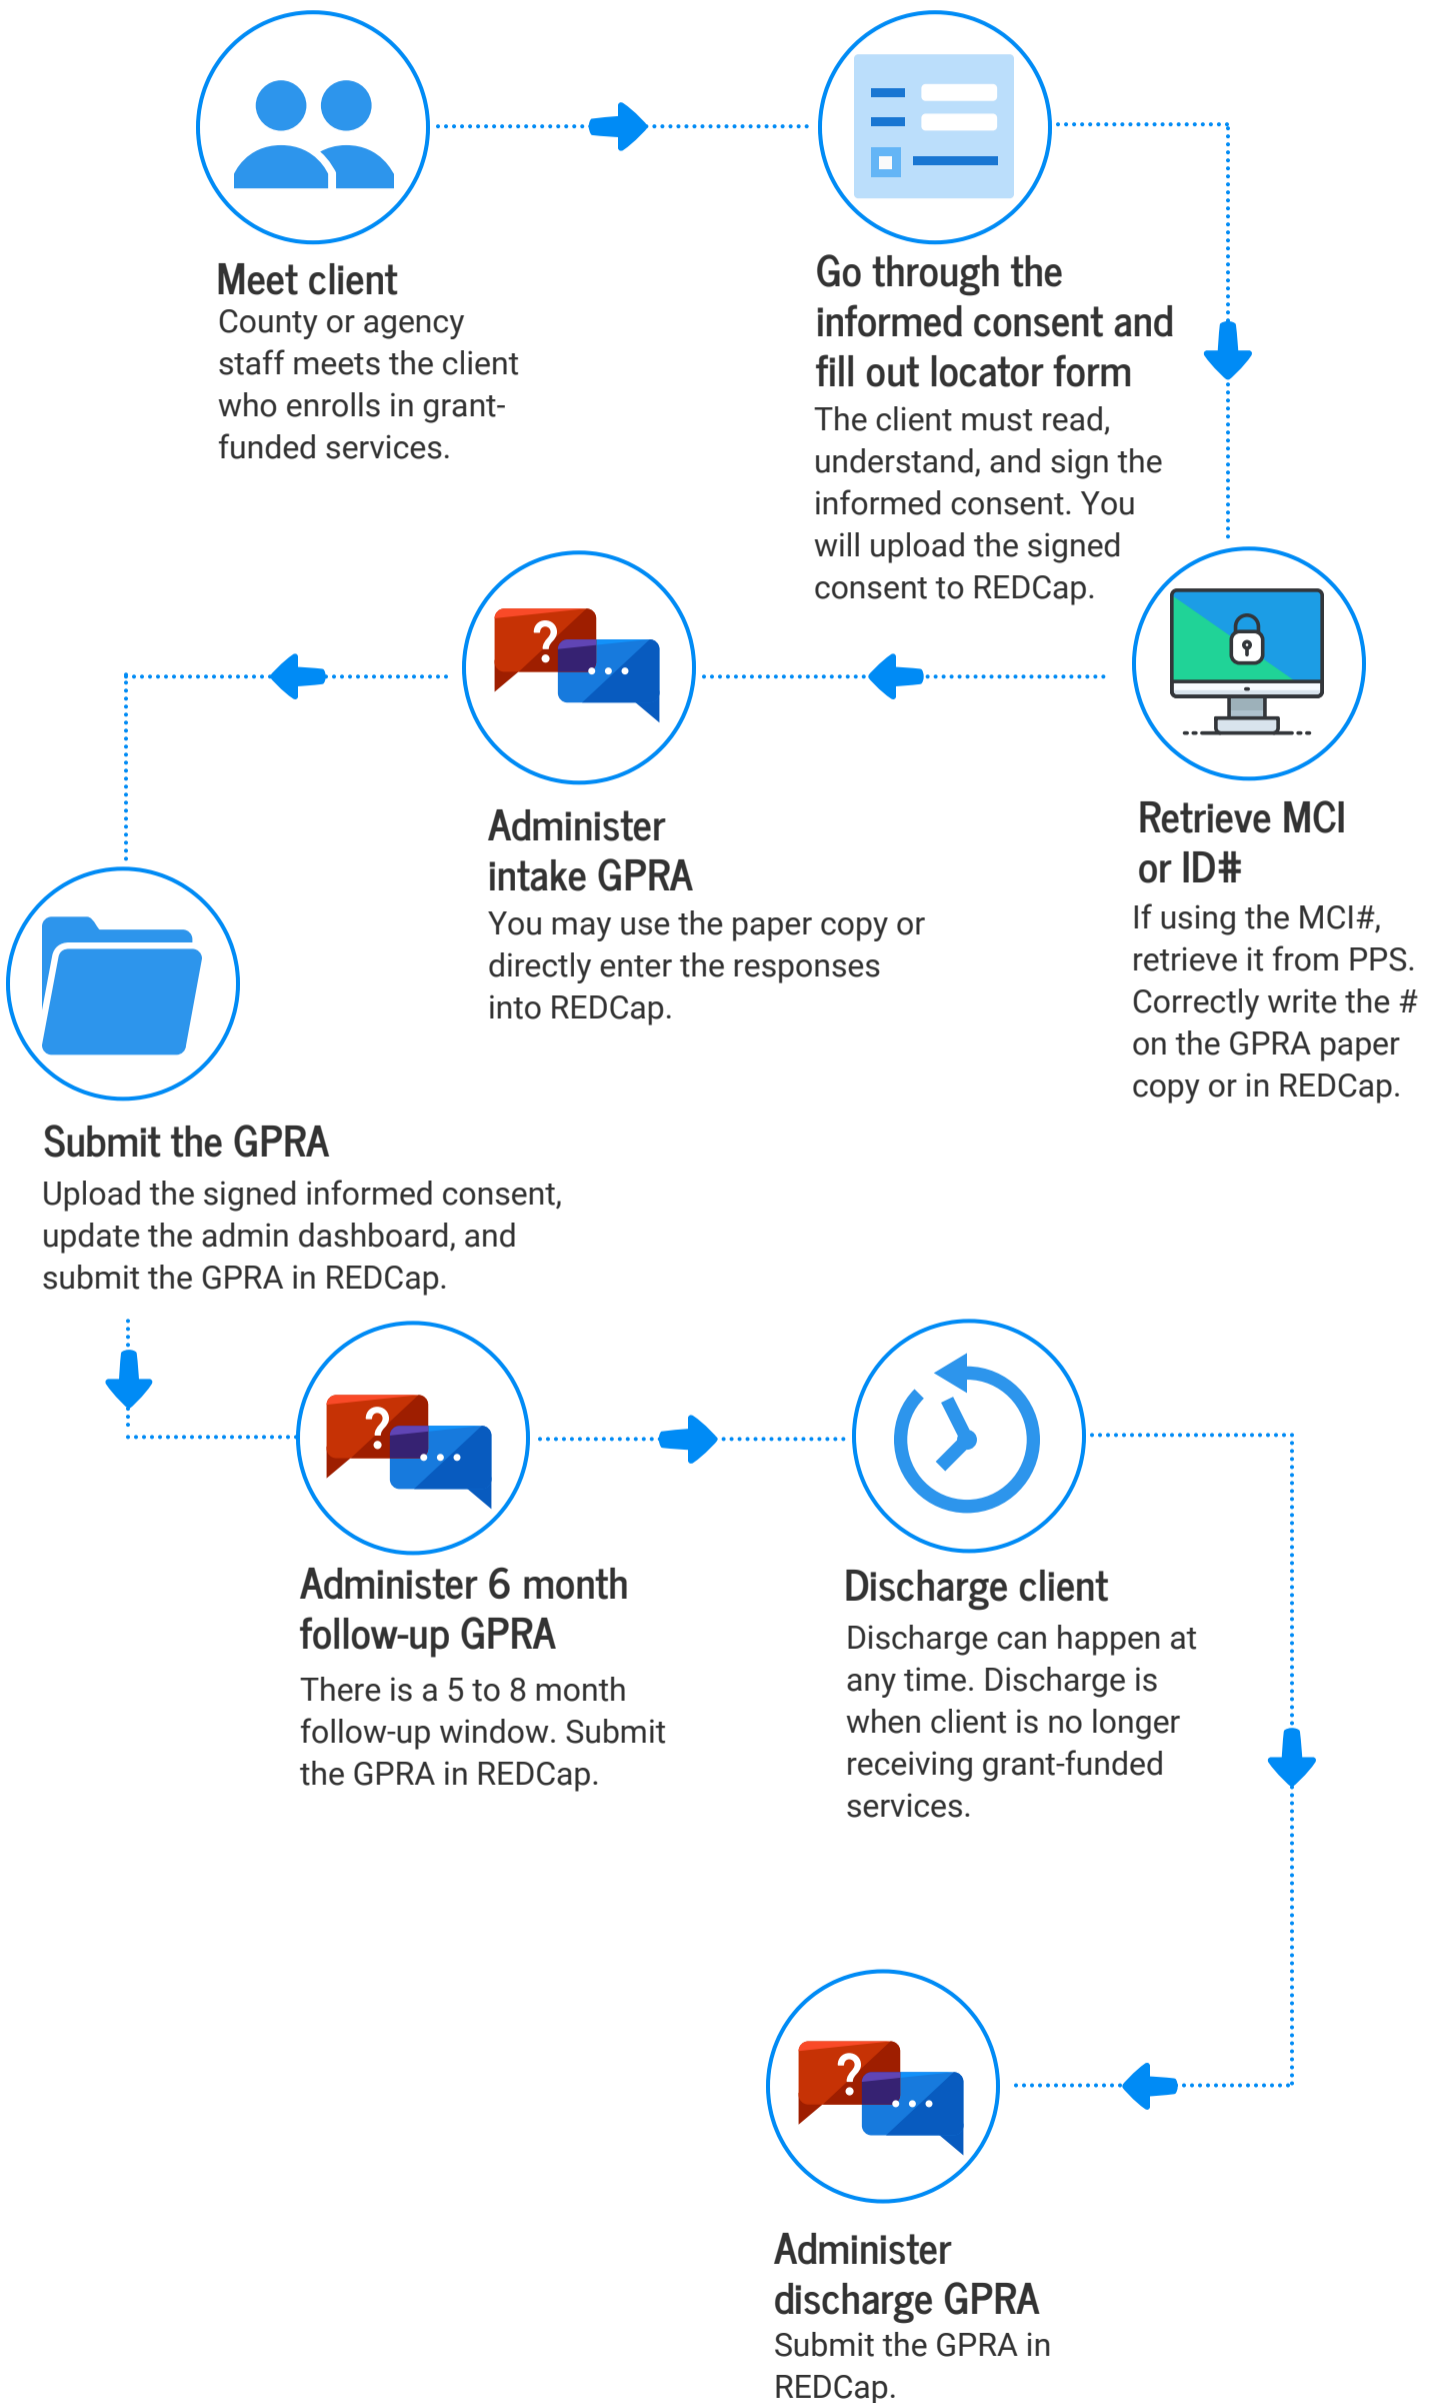 Meet client
County or agency
staff meets the client
who enrolls in grant-
funded services.
Go through the
informed consent and
fill out locator form
The client must read,
understand, and sign the
informed consent. You
will upload the signed
consent to REDCap.
Retrieve MCI
or ID#
If using the MCI#,
retrieve it from PPS.
Correctly write the #
on the GPRA paper
copy or in REDCap.
?
Administer
intake GPRA
You may use the paper copy or
directly enter the responses
into REDCap.
Submit the GPRA
Upload the signed informed consent,
update the admin dashboard, and
submit the GPRA in REDCap.
?
Administer 6 month
follow-up GPRA
There is a 5 to 8 month
follow-up window. Submit
the GPRA in REDCap.
Discharge client
Discharge can happen at
any time. Discharge is
when client is no longer
receiving grant-funded
services.
?
Administer
discharge GPRA
Submit the GPRA in
REDCap.